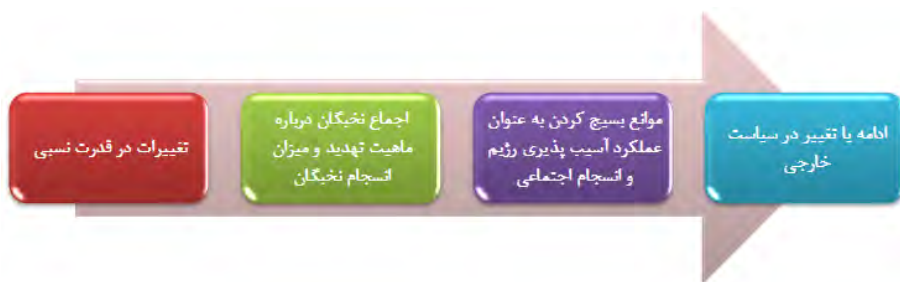 تغییرات در قدرت نسبی
اجماع نخبگان درباره
ماهیت تهدید و میزان
انسجام نخبگان
موانع بسیج کردن به عنوان
عملکرد آسیب پذیری رژیم
و انسجام اجتماعی
ادامه یا تغییر در سیاست
خارجی